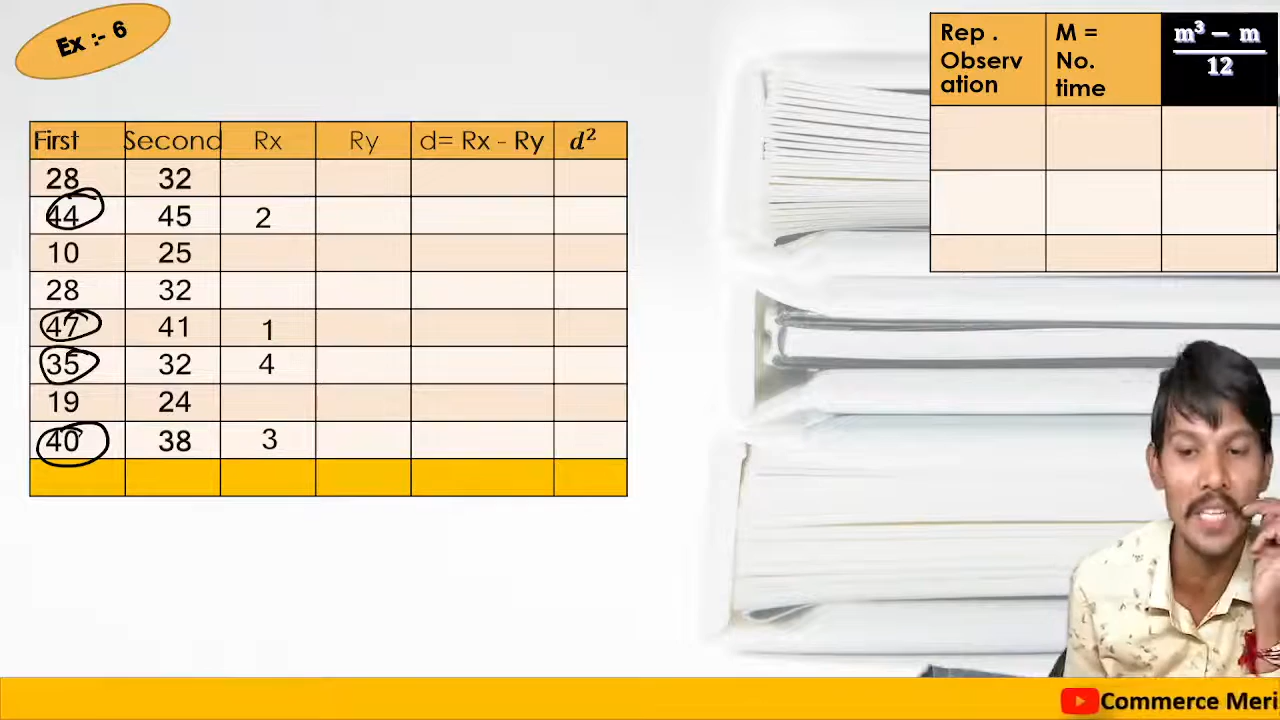 Ex :- 6
First Second Rx Ry d= Rx - Ry d²
28 32
44 45 2
10 25
28 32
47 41 1
35 32 4
19 24
40 38 3
Rep .
Observ
ation
M =
No.
time
m³ − m
12
Commerce Meri